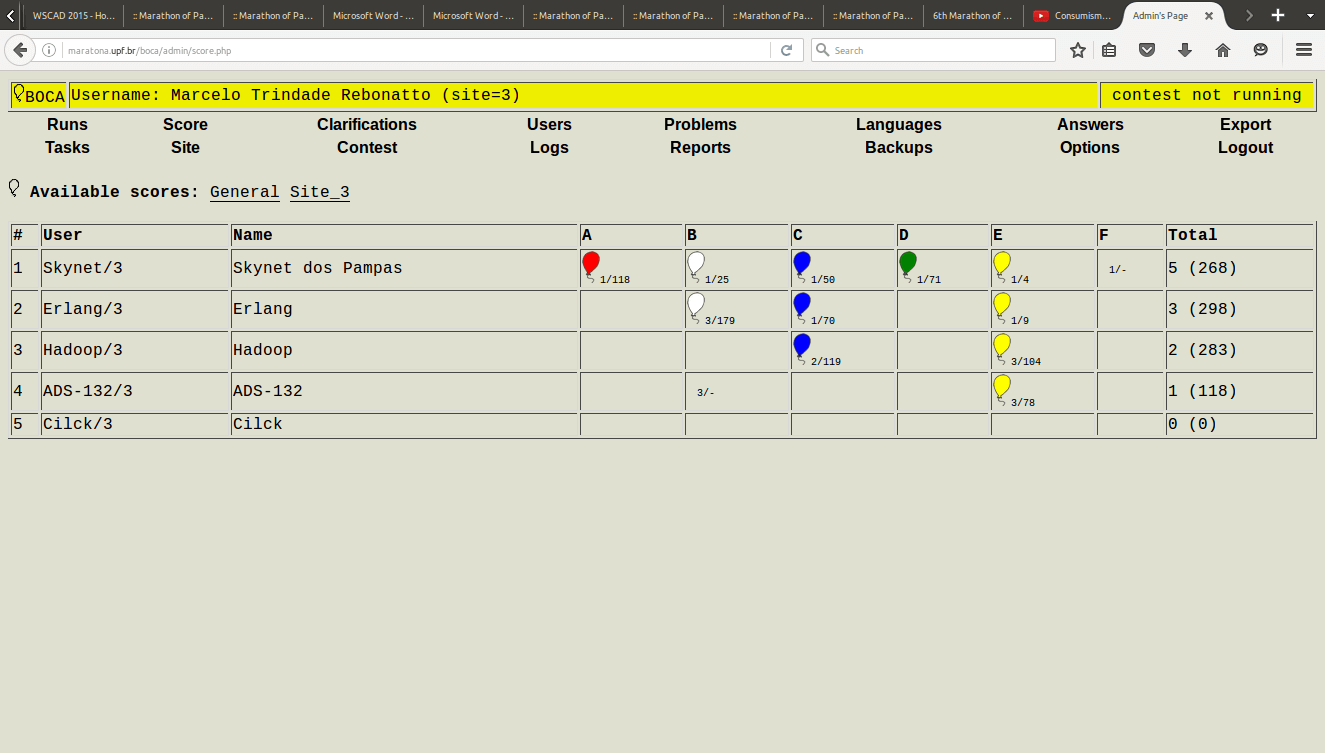 WSCAD 2015 - Ho... :: Marathon of Pa... :: Marathon of Pa... Microsoft Word - ... Microsoft Word - ... :: Marathon of Pa... :: Marathon of Pa... :: Marathon of Pa... :: Marathon of Pa... 6th Marathon of ... Consumism... Admin's Page
maratona.upf.br/boca/admin/score.php Search
BOCA Username: Marcelo Trindade Rebonatto (site=3) contest not running
Runs Score Clarifications Users Problems Languages Answers Export
Tasks Site Contest Logs Reports Backups Options Logout
Available scores: General Site_3
# User Name A B C D E F Total
1 Skynet/3 Skynet dos Pampas 1/118 1/25 1/50 1/71 1/4 1/- 5 (268)
2 Erlang/3 Erlang 3/179 1/70 1/9 3 (298)
3 Hadoop/3 Hadoop 2/119 3/104 2 (283)
4 ADS-132/3 ADS-132 3/- 3/78 1 (118)
5 Cilck/3 Cilck 0 (0)